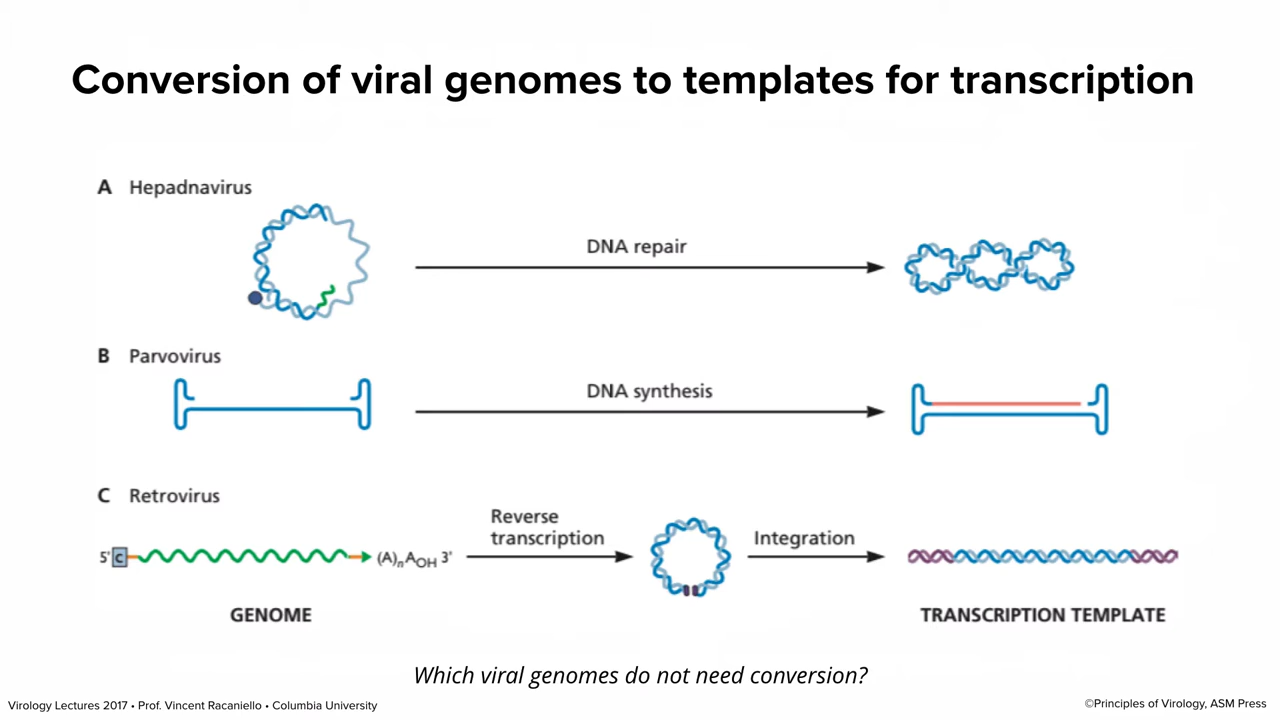 Conversion of viral genomes to templates for transcription
A Hepadnavirus
DNA repair
B Parvovirus
DNA synthesis
C Retrovirus
Reverse
transcription
Integration
5' C (A)nAOH 3'
GENOME
TRANSCRIPTION TEMPLATE
Which viral genomes do not need conversion?
Virology Lectures 2017 • Prof. Vincent Racaniello • Columbia University
©Principles of Virology, ASM Press